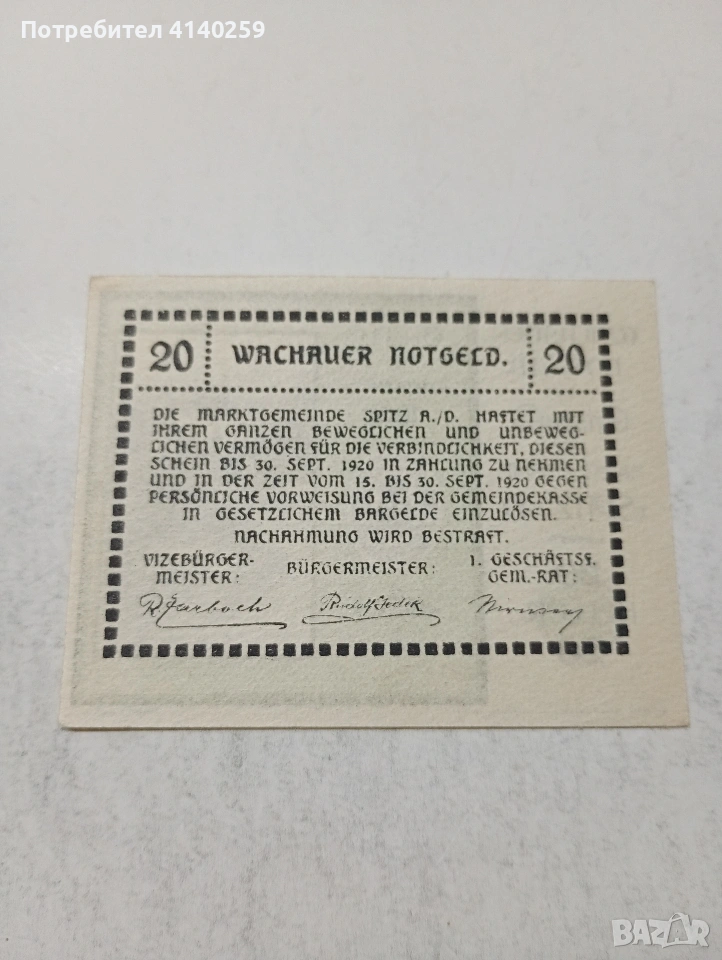 Потребител 4140259
20 WACHAUER NOTGELD. 20
DIE MARKTGEMEINDE SPITZ A./D. HAFTET MIT
IHREM GANZEN BEWEGLICHEN UND UNBEWEG-
LICHEN VERMÖGEN FÜR DIE VERBINDLICHKEIT, DIESEN
SCHEIN BIS 30. SEPT. 1920 IN ZAHLUNG ZU NEHMEN
UND IN DER ZEIT VOM 15. BIS 30. SEPT. 1920 GEGEN
PERSÖNLICHE VORWEISUNG BEI DER GEMEINDEKASSE
IN GESETZLICHEM BARGELDE EINZULÖSEN.
NACHAHMUNG WIRD BESTRAFT.
VIZEBÜRGER-
MEISTER:
BÜRGERMEISTER:
1. GESCHÄFTSF.
GEM.-RAT:
BAZAR